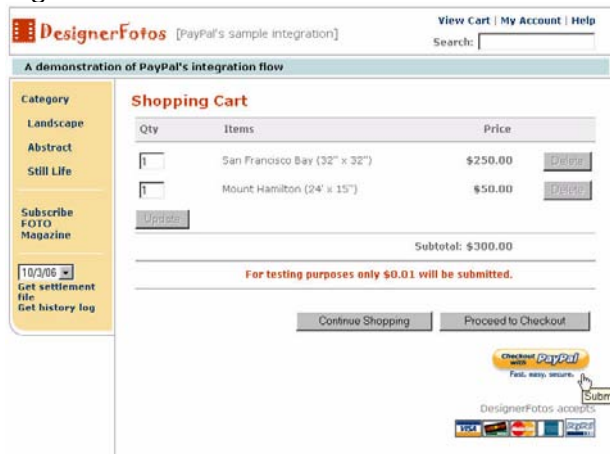 DesignerFotos [PayPal's sample integration]
View Cart | My Account | Help
Search:
A demonstration of PayPal's integration flow
Category
Landscape
Abstract
Still Life
Subscribe
FOTO
Magazine
10/3/06
Get settlement
file
Get history log
Shopping Cart
Qty Items Price
1 San Francisco Bay (32" x 32") $250.00 Delete
1 Mount Hamilton (24' x 15") $50.00 Delete
Update
Subtotal: $300.00
For testing purposes only $0.01 will be submitted.
Continue Shopping Proceed to Checkout
Checkout
with PayPal
Fast. easy. secure.
Subm
DesignerFotos accepts
VISA